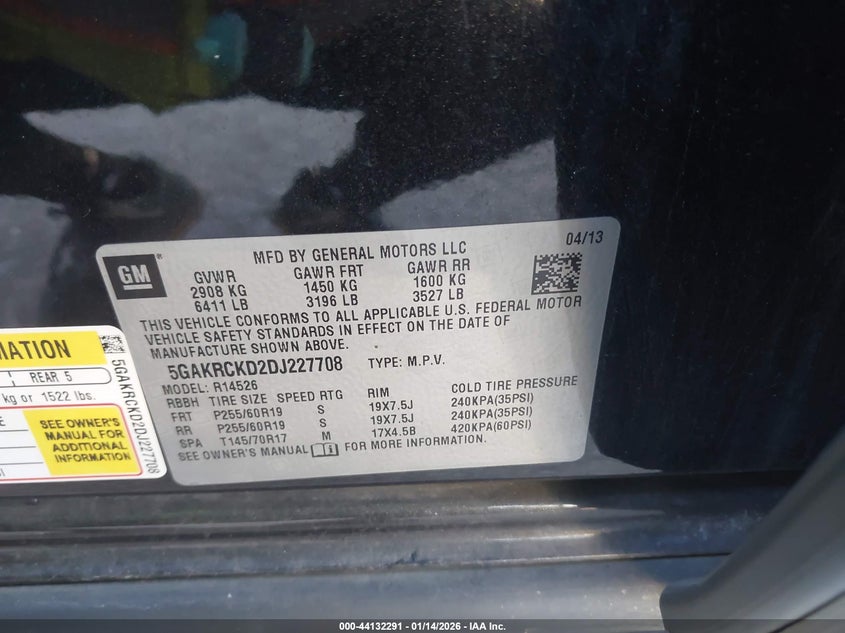 04/13
MFD BY GENERAL MOTORS LLC
GM
GVWR GAWR FRT GAWR RR
2908 KG 1450 KG 1600 KG
6411 LB 3196 LB 3527 LB
THIS VEHICLE CONFORMS TO ALL APPLICABLE U.S. FEDERAL MOTOR
VEHICLE SAFETY STANDARDS IN EFFECT ON THE DATE OF
MANUFACTURE SHOWN ABOVE.
5GAKRCKD2DJ227708 TYPE: M.P.V.
MODEL: R14526
RBBH TIRE SIZE SPEED RTG RIM COLD TIRE PRESSURE
FRT P255/60R19 S 19X7.5J 240KPA(35PSI)
RR P255/60R19 S 19X7.5J 240KPA(35PSI)
SPA T145/70R17 M 17X4.5B 420KPA(60PSI)
SEE OWNER'S MANUAL FOR MORE INFORMATION.
MATION
REAR 5
kg or 1522 lbs.
SEE OWNER'S
MANUAL FOR
ADDITIONAL
INFORMATION
5GAKRCKD2DJ227708
000-44132291 - 01/14/2026 - IAA Inc.